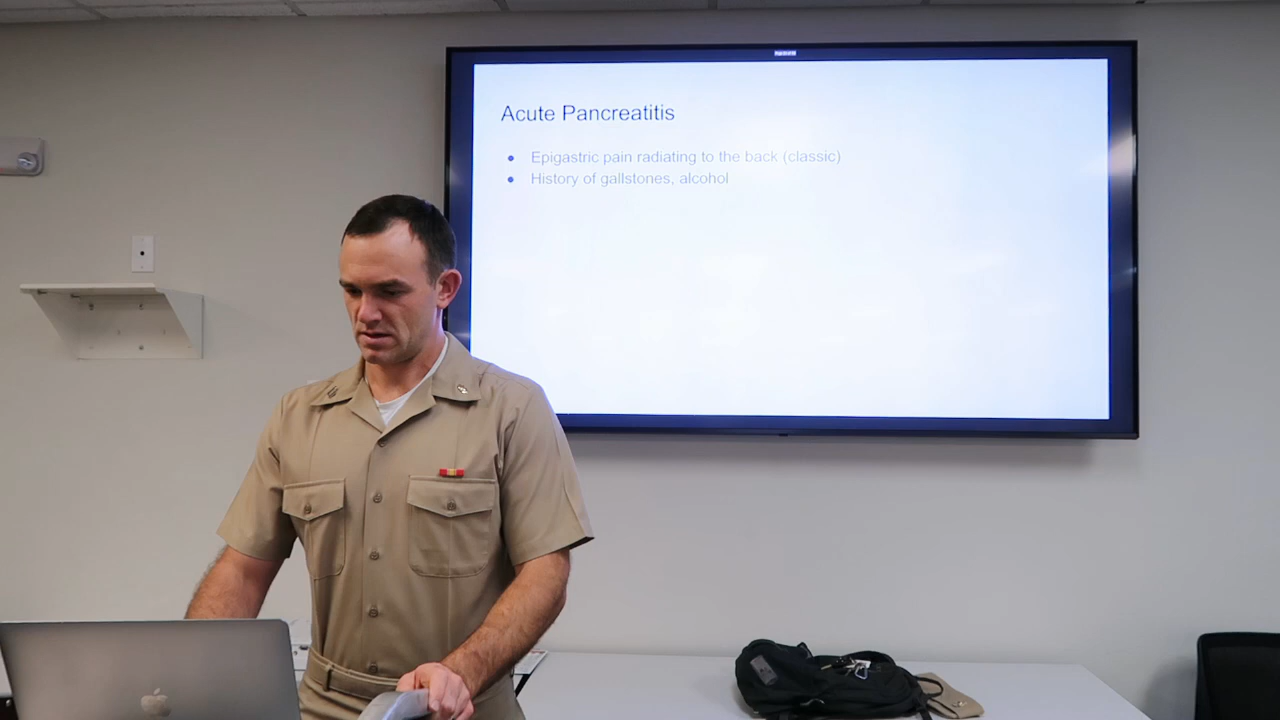 Acute Pancreatitis
Epigastric pain radiating to the back (classic)
History of gallstones, alcohol